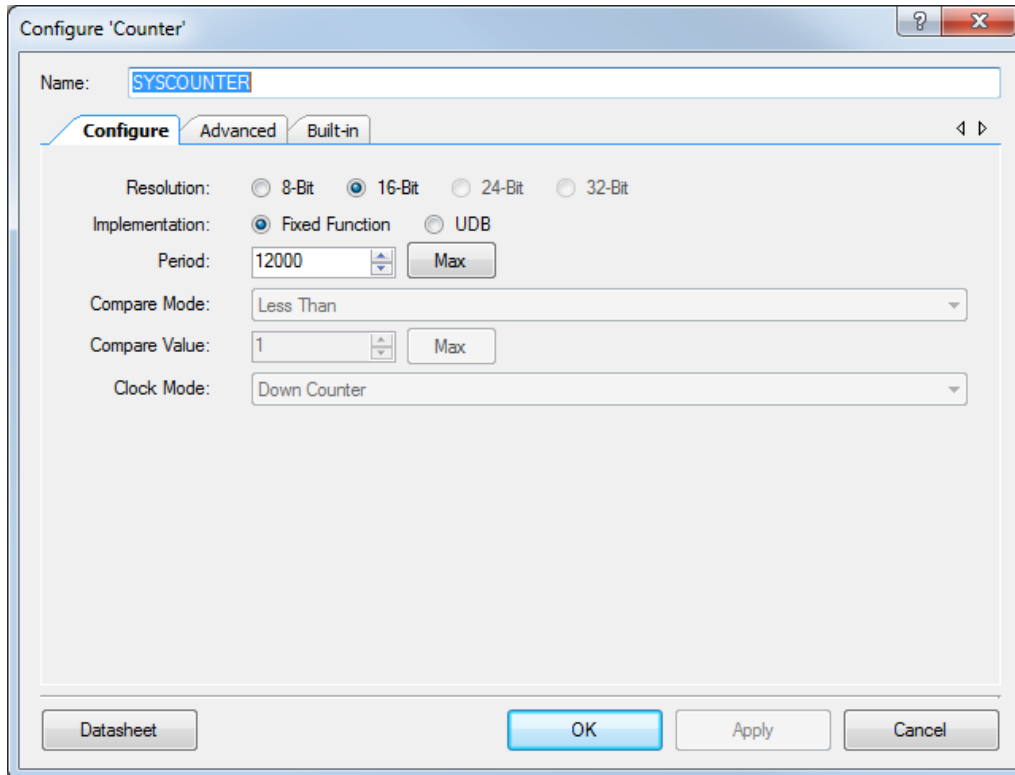 Configure 'Counter'
Name: SYSCOUNTER
Configure Advanced Built-in
Resolution: 8-Bit 16-Bit 24-Bit 32-Bit
Implementation: Fixed Function UDB
Period: 12000 Max
Compare Mode: Less Than
Compare Value: 1 Max
Clock Mode: Down Counter
Datasheet OK Apply Cancel